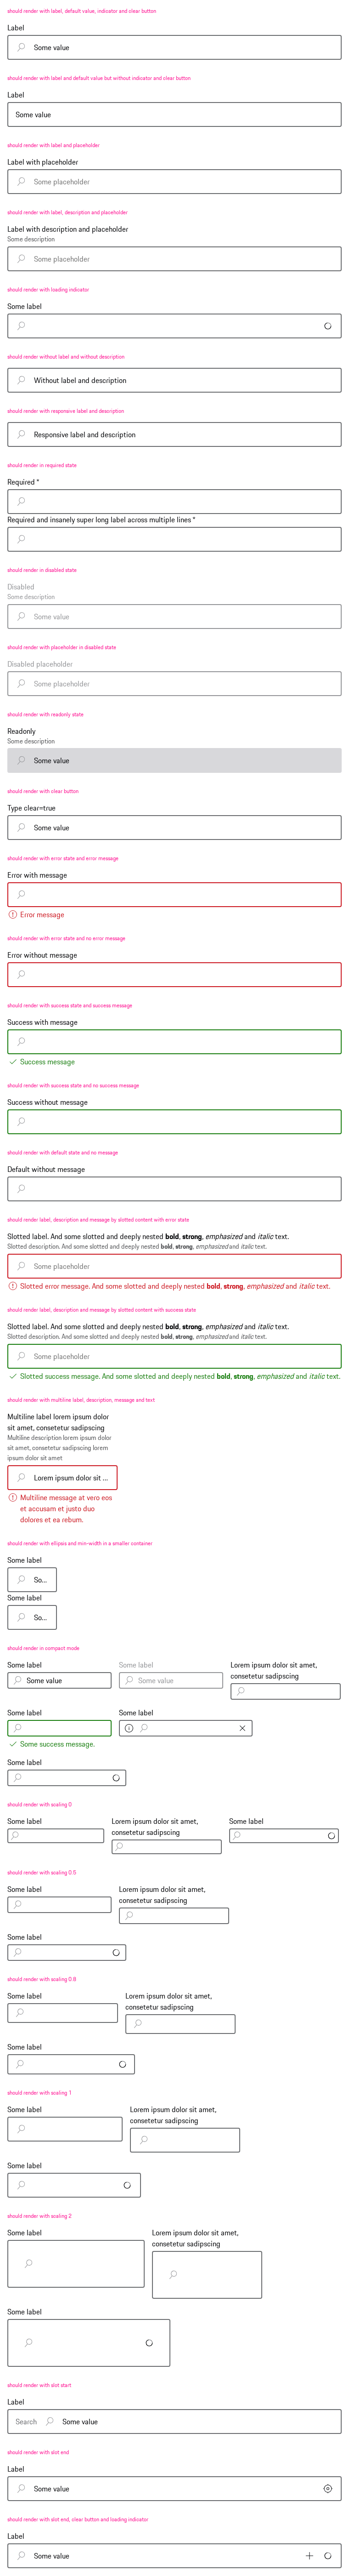 should render with label, default value, indicator and clear button
Label
Some value
should render with label and default value but without indicator and clear button
Label
Some value
should render with label and placeholder
Label with placeholder
Some placeholder
should render with label, description and placeholder
Label with description and placeholder
Some description
Some placeholder
should render with loading indicator
Some label
should render without label and without description
Without label and description
should render with responsive label and description
Responsive label and description
should render in required state
Required *
Required and insanely super long label across multiple lines *
should render in disabled state
Disabled
Some description
Some value
should render with placeholder in disabled state
Disabled placeholder
Some placeholder
should render with readonly state
Readonly
Some description
Some value
should render with clear button
Type clear=true
Some value
should render with error state and error message
Error with message
Error message
should render with error state and no error message
Error without message
should render with success state and success message
Success with message
Success message
should render with success state and no success message
Success without message
should render with default state and no message
Default without message
should render label, description and message by slotted content with error state
Slotted label. And some slotted and deeply nested bold, strong, emphasized and italic text.
Slotted description. And some slotted and deeply nested bold, strong, emphasized and italic text.
Some placeholder
Slotted error message. And some slotted and deeply nested bold, strong, emphasized and italic text.
should render label, description and message by slotted content with success state
Slotted label. And some slotted and deeply nested bold, strong, emphasized and italic text.
Slotted description. And some slotted and deeply nested bold, strong, emphasized and italic text.
Some placeholder
Slotted success message. And some slotted and deeply nested bold, strong, emphasized and italic text.
should render with multiline label, description, message and text
Multiline label lorem ipsum dolor
sit amet, consetetur sadipscing
Multiline description lorem ipsum dolor
sit amet, consetetur sadipscing lorem
ipsum dolor sit amet
Lorem ipsum dolor sit ...
Multiline message at vero eos
et accusam et justo duo
dolores et ea rebum.
should render with ellipsis and min-width in a smaller container
Some label
So...
Some label
So...
should render in compact mode
Some label
Some value
Some label
Some value
Lorem ipsum dolor sit amet,
consetetur sadipscing
Some label
Some success message.
Some label
Some label
should render with scaling 0
Some label
Lorem ipsum dolor sit amet,
consetetur sadipscing
Some label
should render with scaling 0.5
Some label
Lorem ipsum dolor sit amet,
consetetur sadipscing
Some label
should render with scaling 0.8
Some label
Lorem ipsum dolor sit amet,
consetetur sadipscing
Some label
should render with scaling 1
Some label
Lorem ipsum dolor sit amet,
consetetur sadipscing
Some label
should render with scaling 2
Some label
Lorem ipsum dolor sit amet,
consetetur sadipscing
Some label
should render with slot start
Label
Search
Some value
should render with slot end
Label
Some value
should render with slot end, clear button and loading indicator
Label
Some value